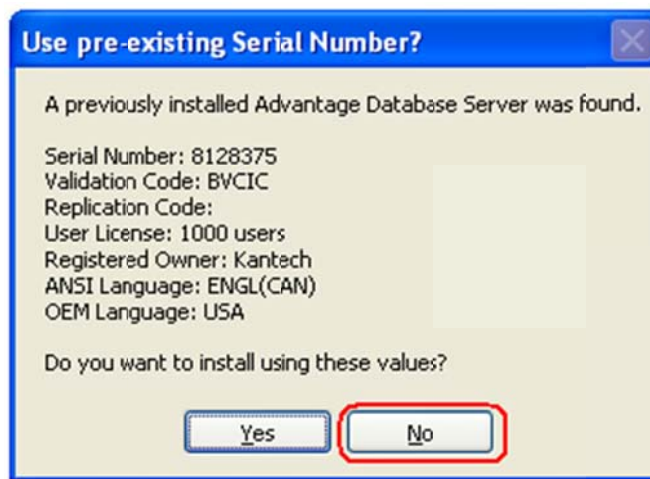 Use pre-existing Serial Number?
A previously installed Advantage Database Server was found.
Serial Number: 8128375
Validation Code: BVCIC
Replication Code:
User License: 1000 users
Registered Owner: Kantech
ANSI Language: ENGL(CAN)
OEM Language: USA
Do you want to install using these values?
Yes
No